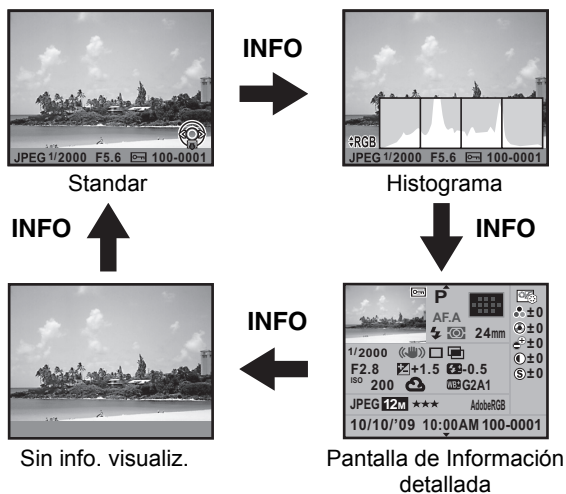 INFO
JPEG 1/2000 F5.6 100-0001
Standar
RGB
JPEG 1/2000 F5.6 100-0001
Histograma
INFO
INFO
P
AF.A
24mm
±0
±0
±0
±0
S ±0
1/2000
F2.8 +1.5 -0.5
ISO 200 WB± G2A1
JPEG 12M ★★★ AdobeRGB
10/10/'09 10:00AM 100-0001
INFO
Sin info. visualiz.
Pantalla de Información
detallada